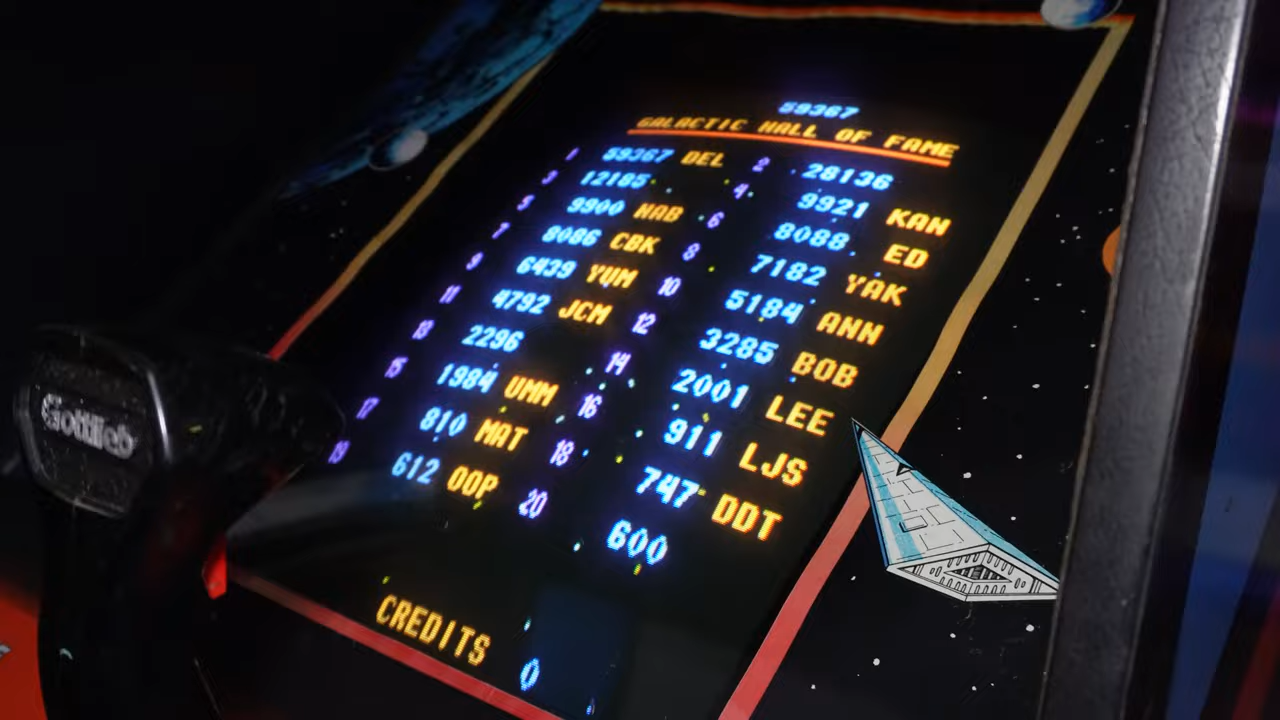 59367
GALACTIC HALL OF FAME
1 59367 DEL 2 28136
3 12185 4 9921 KAN
5 9900 NAB 6 8088 ED
7 8086 CBK 8 7182 YAK
9 6439 YUM 10 5184 ANN
11 4792 JCM 12 3285 BOB
13 2296 14 2001 LEE
15 1984 UMM 16 911 LJS
17 810 MAT 18 747 DDT
19 612 OOP 20 600
CREDITS 0
Gottlieb